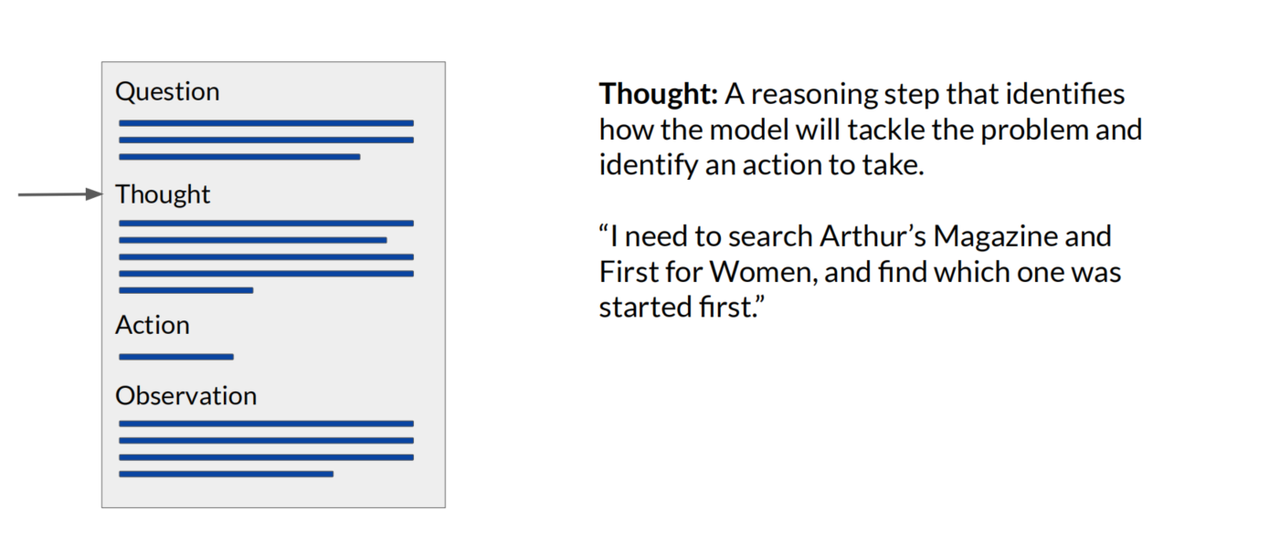 Question
Thought
Action
Observation
Thought: A reasoning step that identifies
how the model will tackle the problem and
identify an action to take.
“I need to search Arthur’s Magazine and
First for Women, and find which one was
started first.”